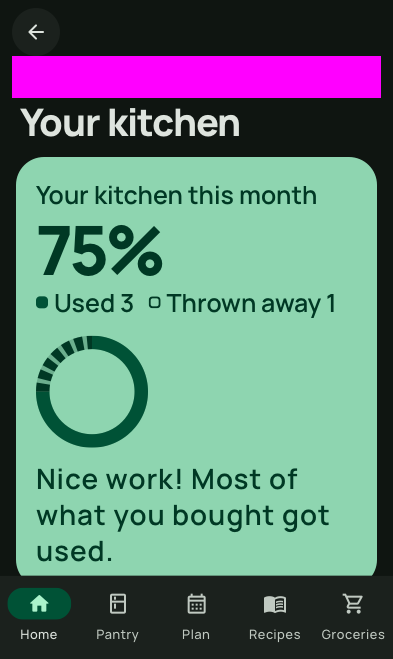 Your kitchen
Your kitchen this month
75%
Used 3 Thrown away 1
Nice work! Most of
what you bought got
used.
Home Pantry Plan Recipes Groceries